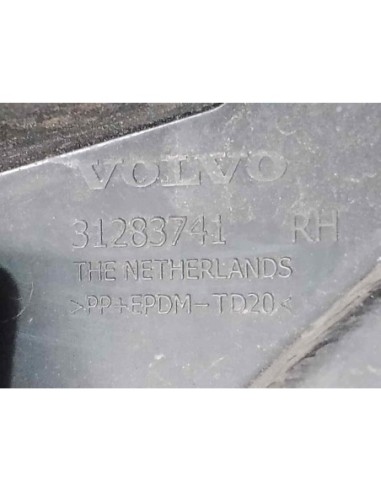 VOLVO
31283741 RH
THE NETHERLANDS
>PP+EPDM-TD20<